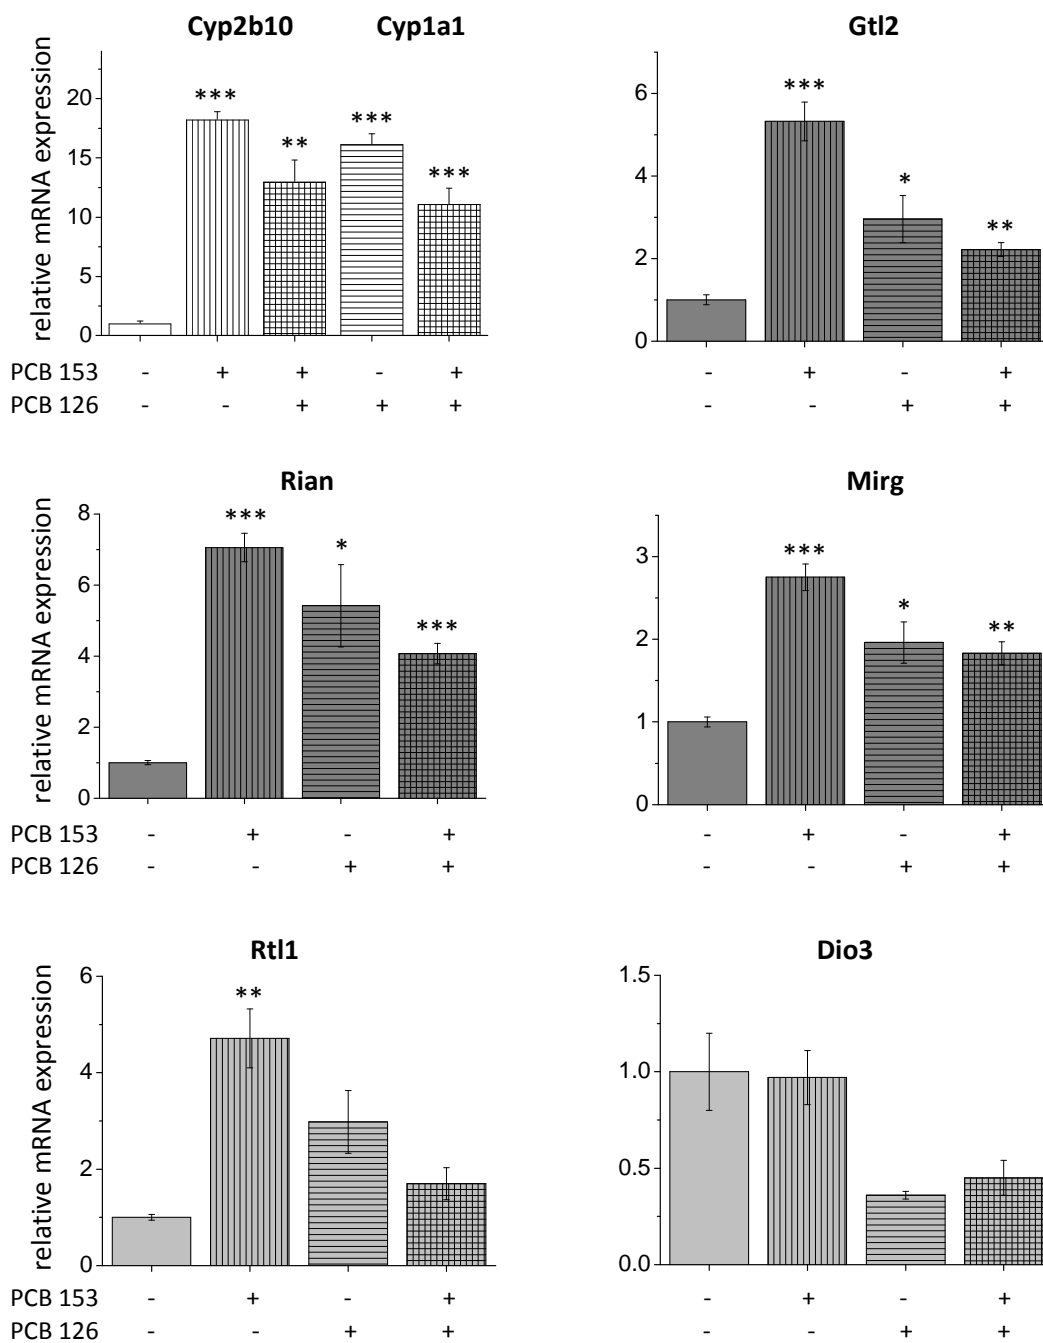 Cyp2b10 Cyp1a1
relative mRNA expression
20
15
10
5
0
*** ** *** ***
PCB 153 - + + - +
PCB 126 - - + + +
Gtl2
6
4
2
0
*** * **
- + - +
- - + +
Rian
relative mRNA expression
8
6
4
2
0
*** * ***
PCB 153 - + - +
PCB 126 - - + +
Mirg
3
2
1
0
*** * **
- + - +
- - + +
Rtl1
relative mRNA expression
6
4
2
0
**
PCB 153 - + - +
PCB 126 - - + +
Dio3
1.5
1.0
0.5
0.0
- + - +
- - + +